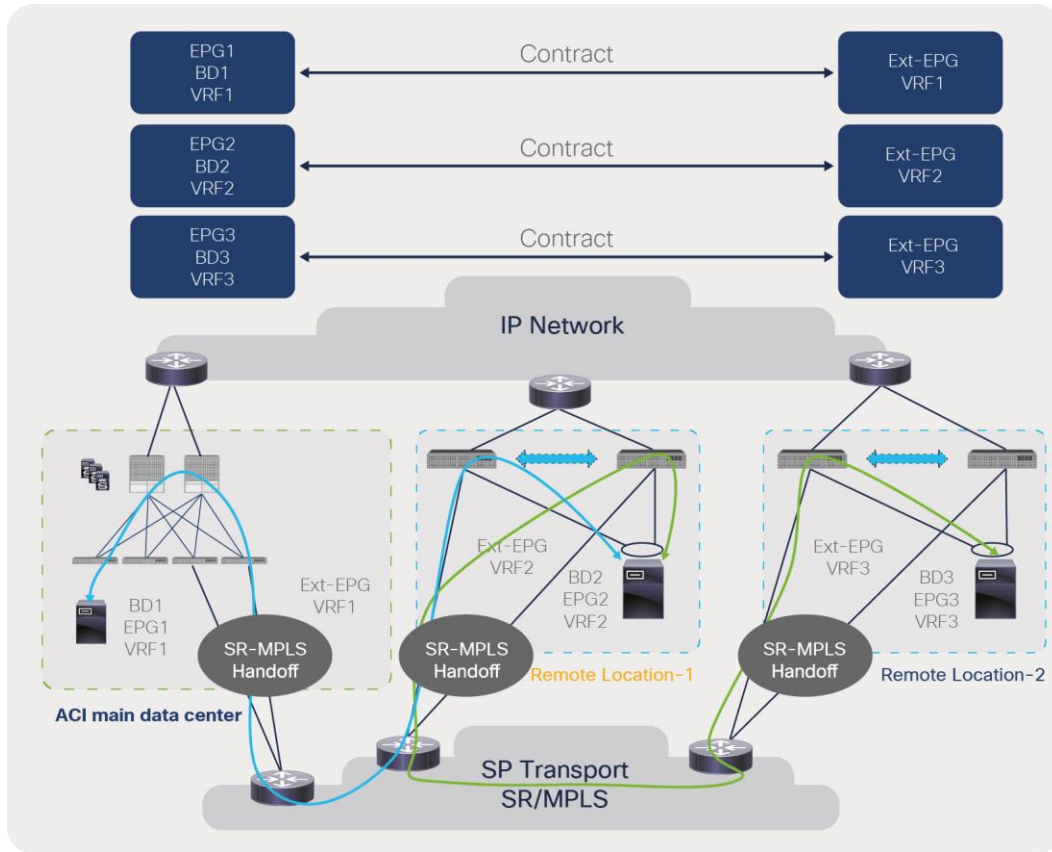 EPG1
BD1
VRF1
Contract
Ext-EPG
VRF1
EPG2
BD2
VRF2
Contract
Ext-EPG
VRF2
EPG3
BD3
VRF3
Contract
Ext-EPG
VRF3
IP Network
BD1
EPG1
VRF1
Ext-EPG
VRF1
SR-MPLS
Handoff
ACI main data center
Ext-EPG
VRF2
BD2
EPG2
VRF2
SR-MPLS
Handoff
Remote Location-1
Ext-EPG
VRF3
BD3
EPG3
VRF3
SR-MPLS
Handoff
Remote Location-2
SP Transport
SR/MPLS